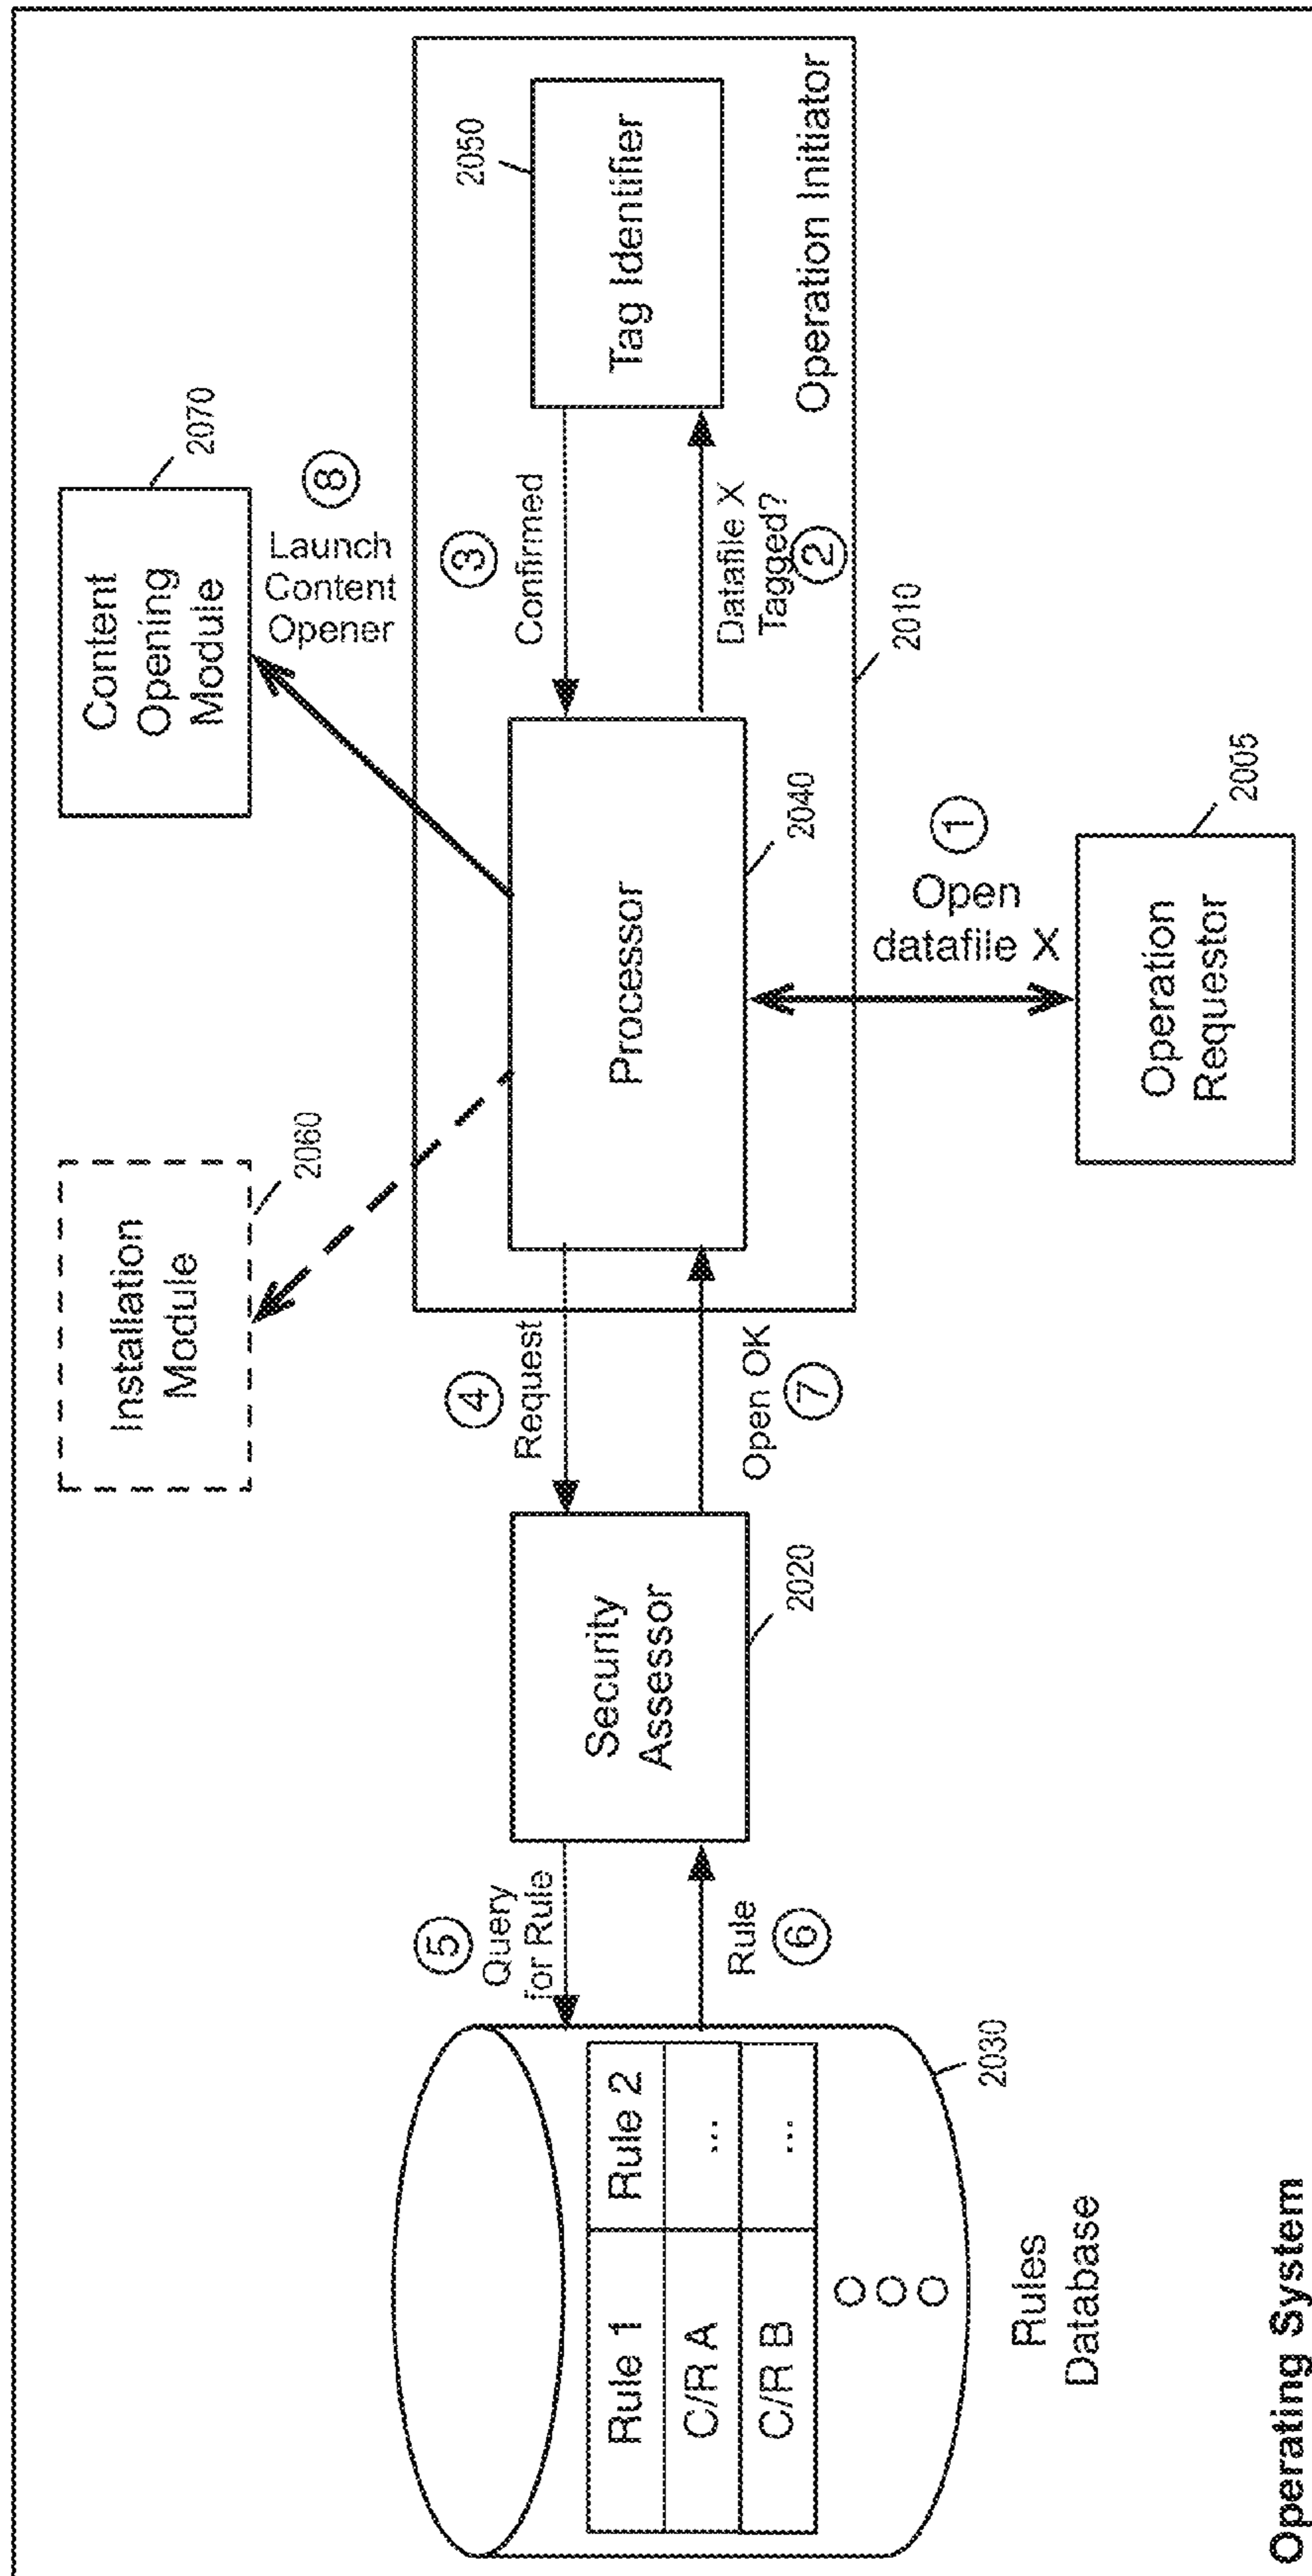 Installation
Module
2060
Content
Opening
Module
2070
8
Launch
Content
Opener
5
Query
for Rule
4
Request
3
Confirmed
2050
Rule 1
Rule 2
C/R A
...
C/R B
...
Security
Assessor
Processor
Tag Identifier
Rule
6
Open OK
7
Datafile X
Tagged?
2
2030
2020
2040
Operation Initiator
Rules
Database
2010
1
Open
datafile X
Operation
Requestor
2005
Operating System